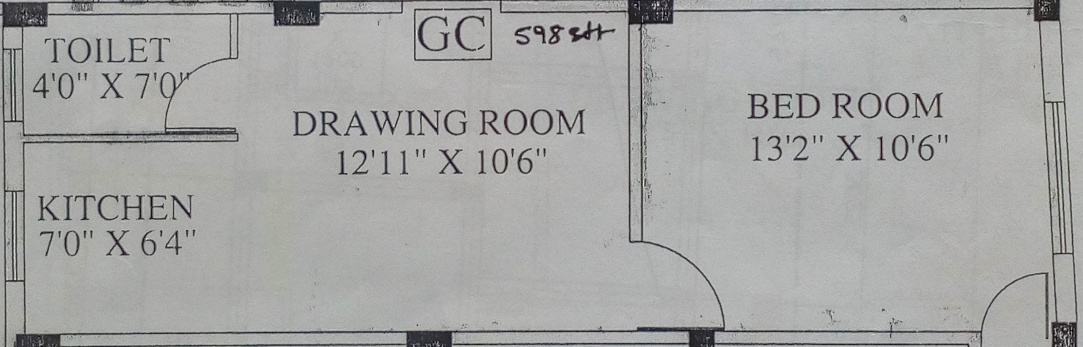 TOILET
4'0" X 7'0"
GC 598 sft
DRAWING ROOM
12'11" X 10'6"
BED ROOM
13'2" X 10'6"
KITCHEN
7'0" X 6'4"